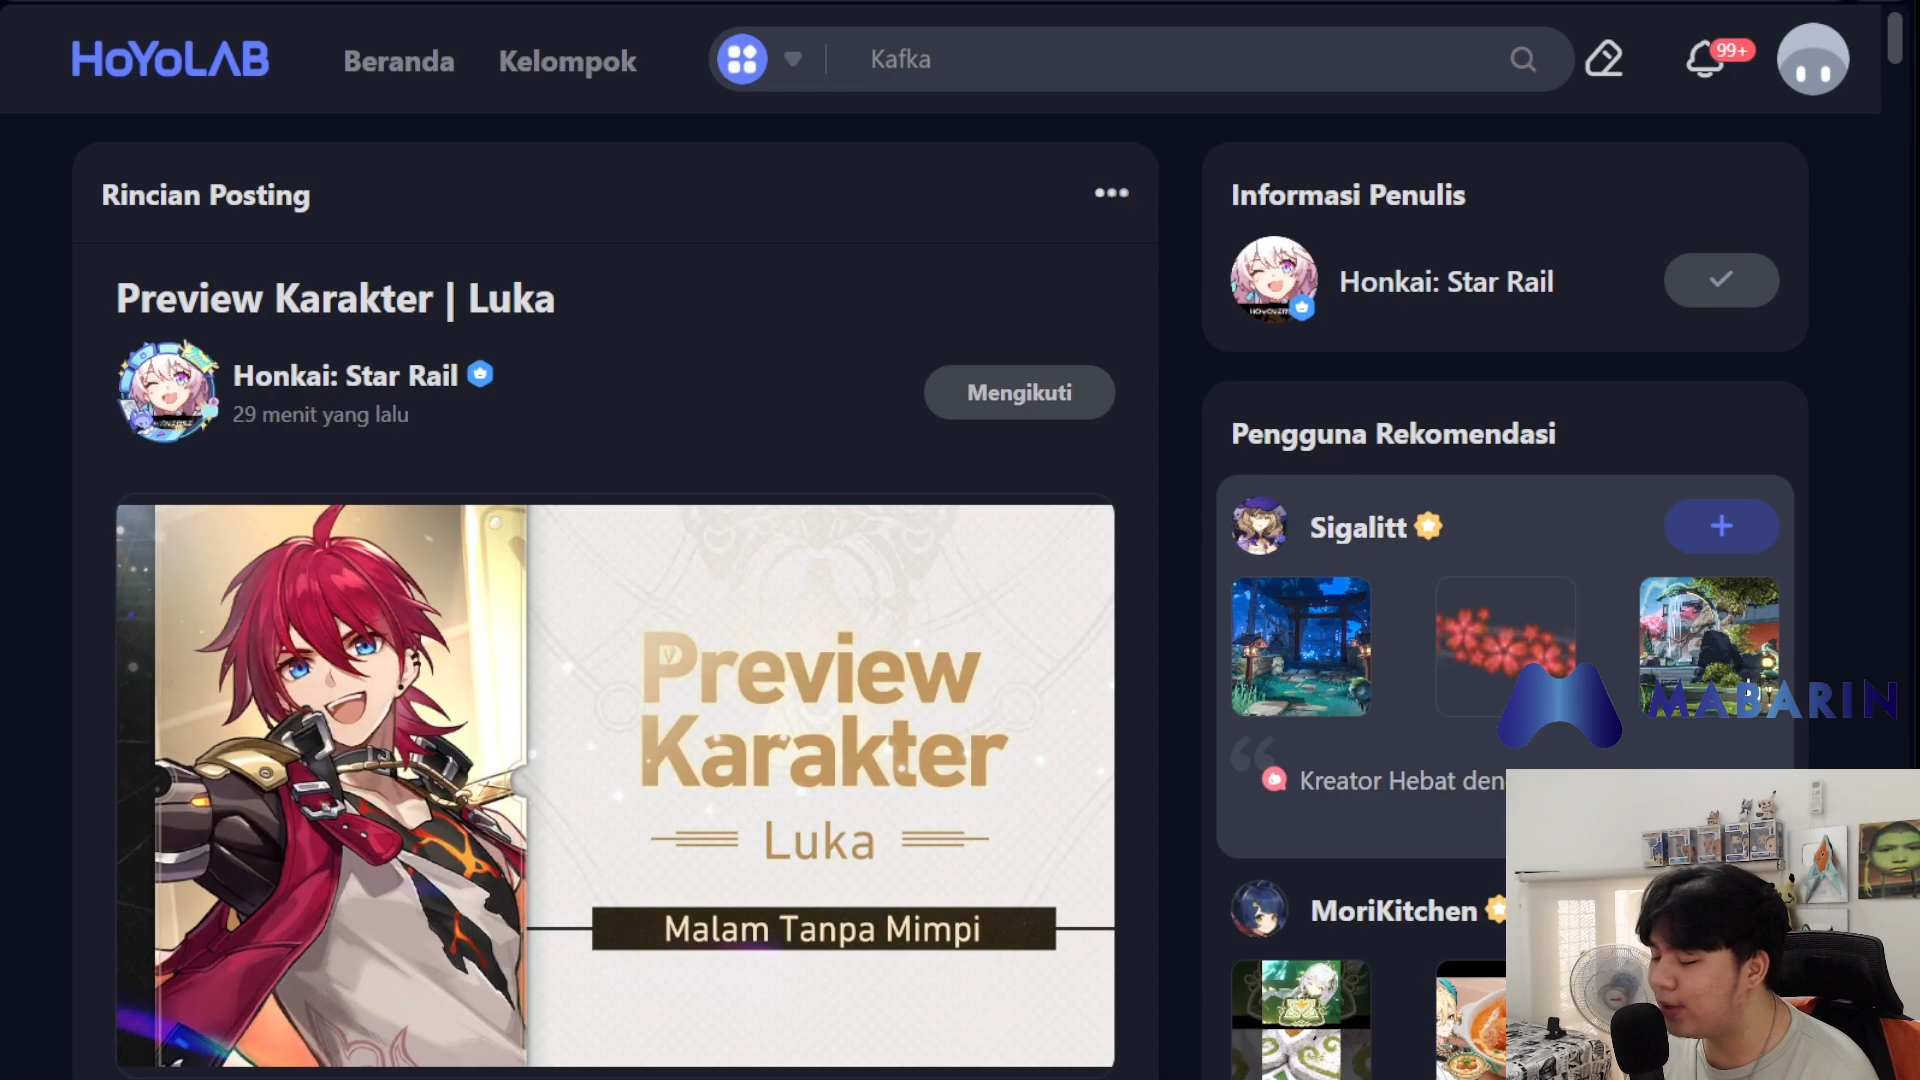 HoYoLAB
Beranda
Kelompok
Kafka
99+
Rincian Posting
Preview Karakter | Luka
Honkai: Star Rail
29 menit yang lalu
Mengikuti
Preview
Karakter
Luka
Malam Tanpa Mimpi
Informasi Penulis
Honkai: Star Rail
Pengguna Rekomendasi
Sigalitt
MABARIN
Kreator Hebat den
MoriKitchen